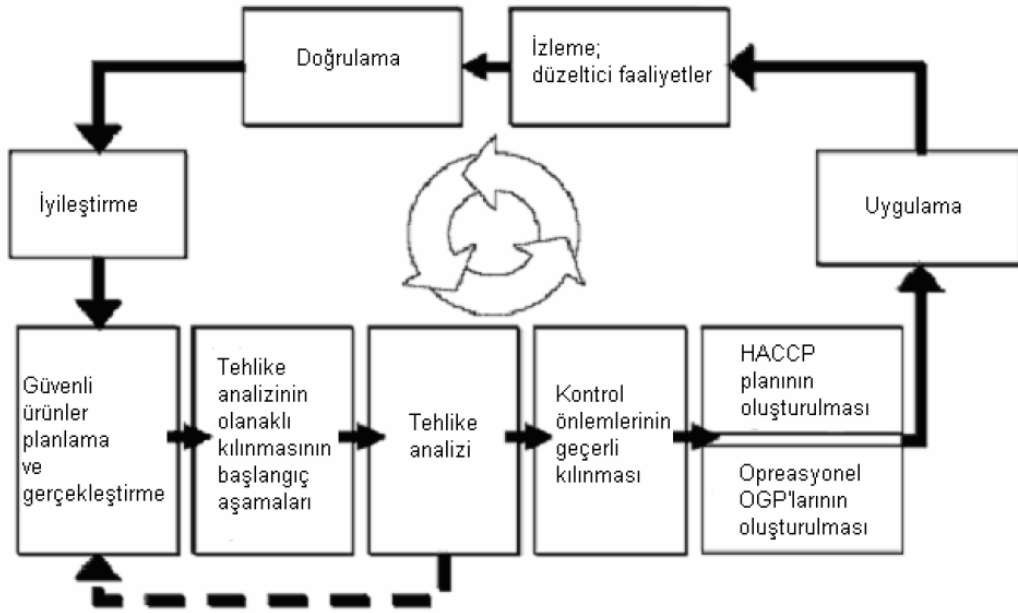 Doğrulama
İzleme;
düzeltici faaliyetler
İyileştirme
Uygulama
Güvenli
ürünler
planlama
ve
gerçekleştirme
Tehlike
analizinin
olanaklı
kılınmasının
başlangıç
aşamaları
Tehlike
analizi
Kontrol
önlemlerinin
geçerli
kılınması
HACCP
planının
oluşturulması
Opreasyonel
OGP'larının
oluşturulması